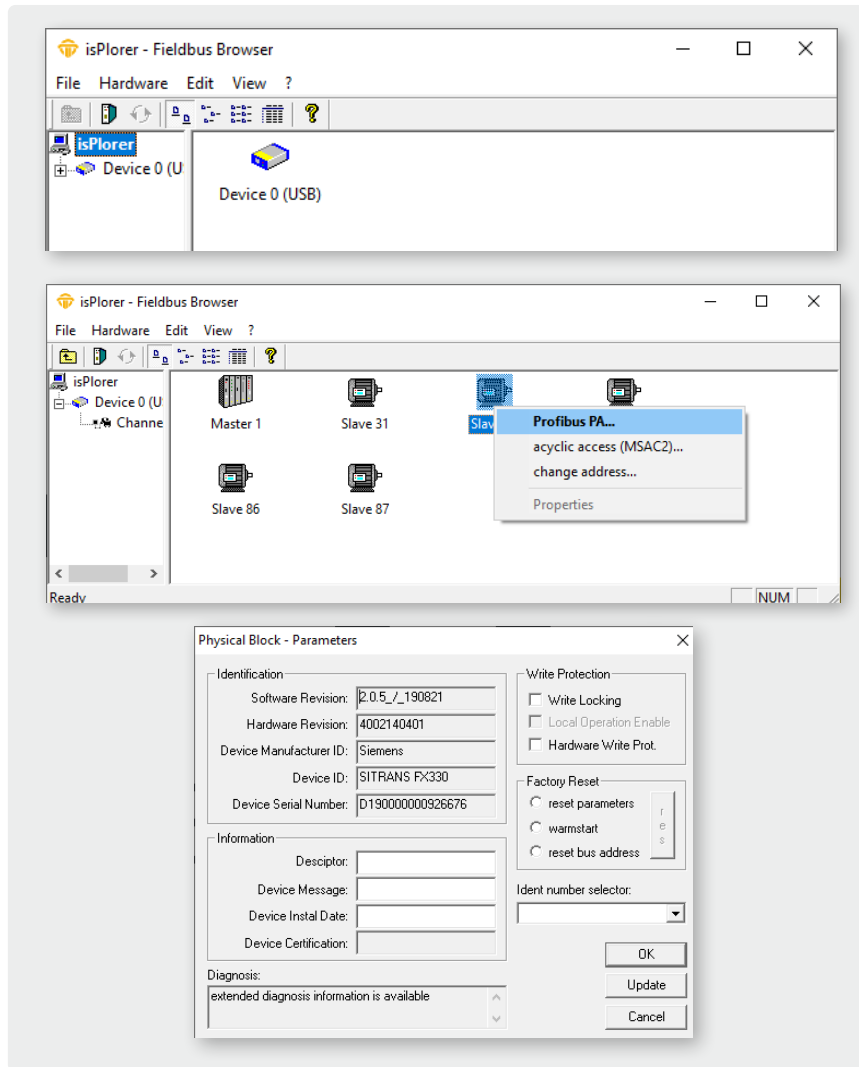 isPlorer - Fieldbus Browser
File Hardware Edit View ?
isPlorer
Device 0 (U
Device 0 (USB)
isPlorer - Fieldbus Browser
File Hardware Edit View ?
isPlorer
Device 0 (U
Channe
Master 1
Slave 31
Slav
Profibus PA...
acyclic access (MSAC2)...
change address...
Properties
Slave 86
Slave 87
Ready
NUM
Physical Block - Parameters
Identification
Software Revision: 2.0.5_/_190821
Hardware Revision: 4002140401
Device Manufacturer ID: Siemens
Device ID: SITRANS FX330
Device Serial Number: D190000000926676
Information
Desciptor:
Device Message:
Device Instal Date:
Device Certification:
Diagnosis:
extended diagnosis information is available
Write Protection
Write Locking
Local Operation Enable
Hardware Write Prot.
Factory Reset
reset parameters
warmstart
reset bus address
r
e
s
Ident number selector:
OK
Update
Cancel